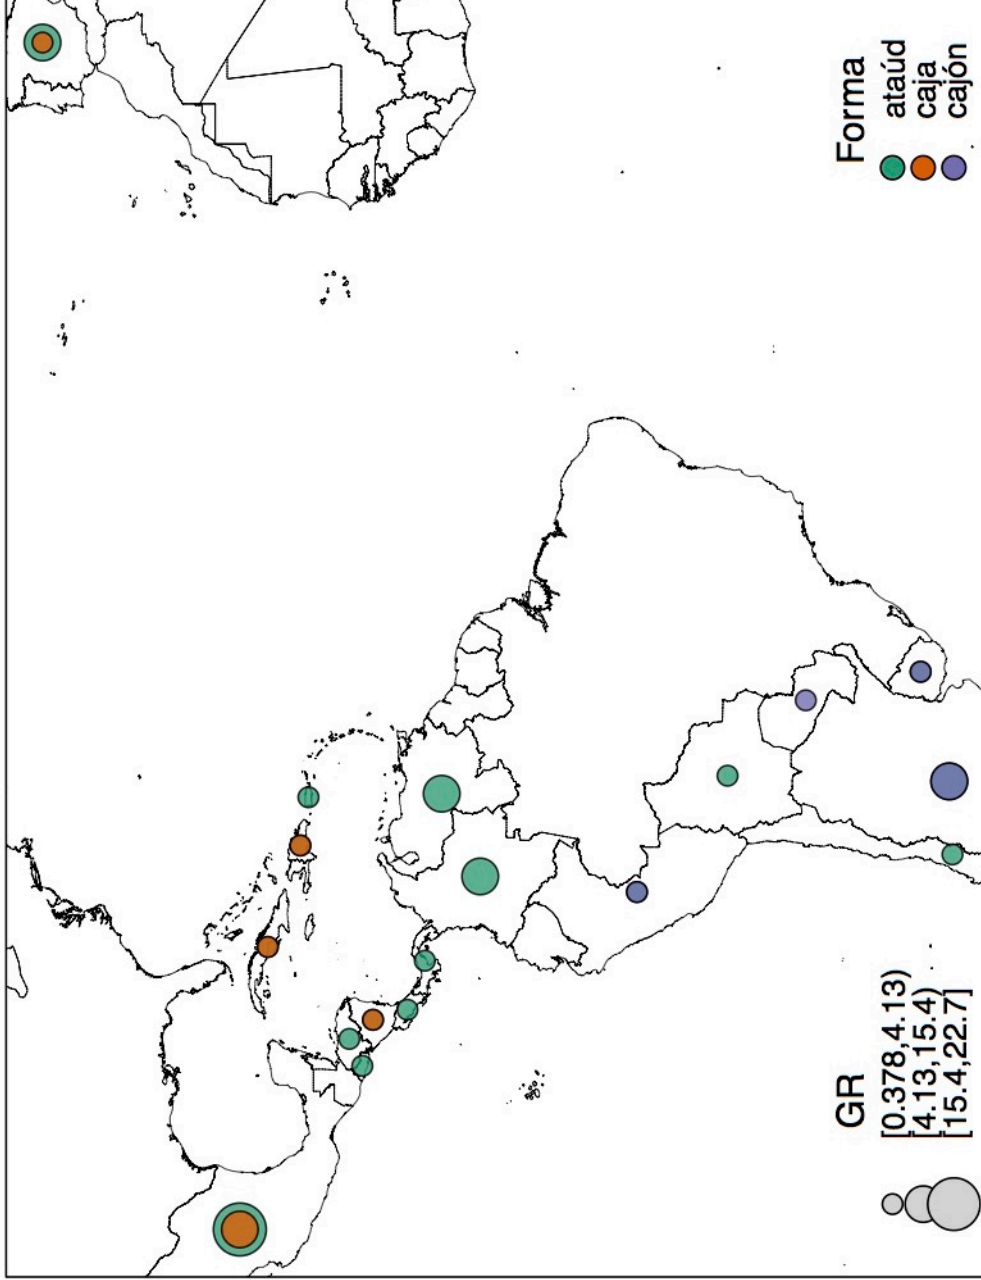 Forma
ataúd
caja
cajón
GR
[0.378,4.13)
[4.13,15.4)
[15.4,22.7]